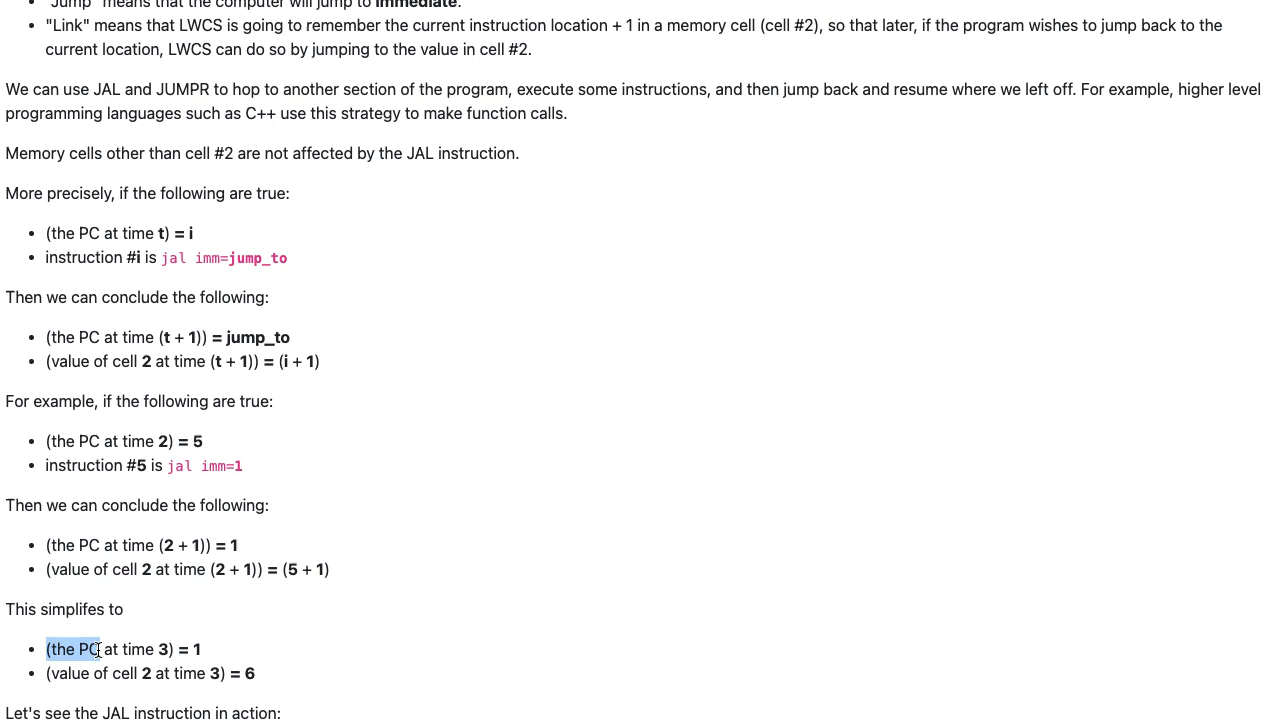 • "Jump" means that the computer will jump to immediate.
• "Link" means that LWCS is going to remember the current instruction location + 1 in a memory cell (cell #2), so that later, if the program wishes to jump back to the
current location, LWCS can do so by jumping to the value in cell #2.
We can use JAL and JUMPR to hop to another section of the program, execute some instructions, and then jump back and resume where we left off. For example, higher level
programming languages such as C++ use this strategy to make function calls.
Memory cells other than cell #2 are not affected by the JAL instruction.
More precisely, if the following are true:
• (the PC at time t) = i
• instruction #i is jal imm=jump_to
Then we can conclude the following:
• (the PC at time (t + 1)) = jump_to
• (value of cell 2 at time (t + 1)) = (i + 1)
For example, if the following are true:
• (the PC at time 2) = 5
• instruction #5 is jal imm=1
Then we can conclude the following:
• (the PC at time (2 + 1)) = 1
• (value of cell 2 at time (2 + 1)) = (5 + 1)
This simplifes to
• (the PC at time 3) = 1
• (value of cell 2 at time 3) = 6
Let's see the JAL instruction in action: